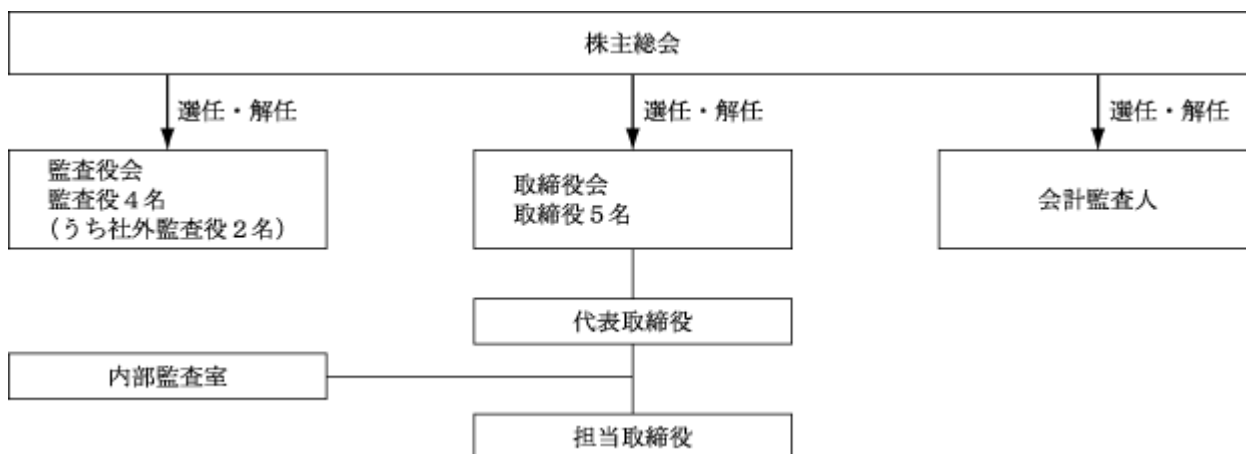 株主総会
選任・解任
選任・解任
選任・解任
監査役会
監査役4名
(うち社外監査役2名)
取締役会
取締役5名
会計監査人
代表取締役
内部監査室
担当取締役